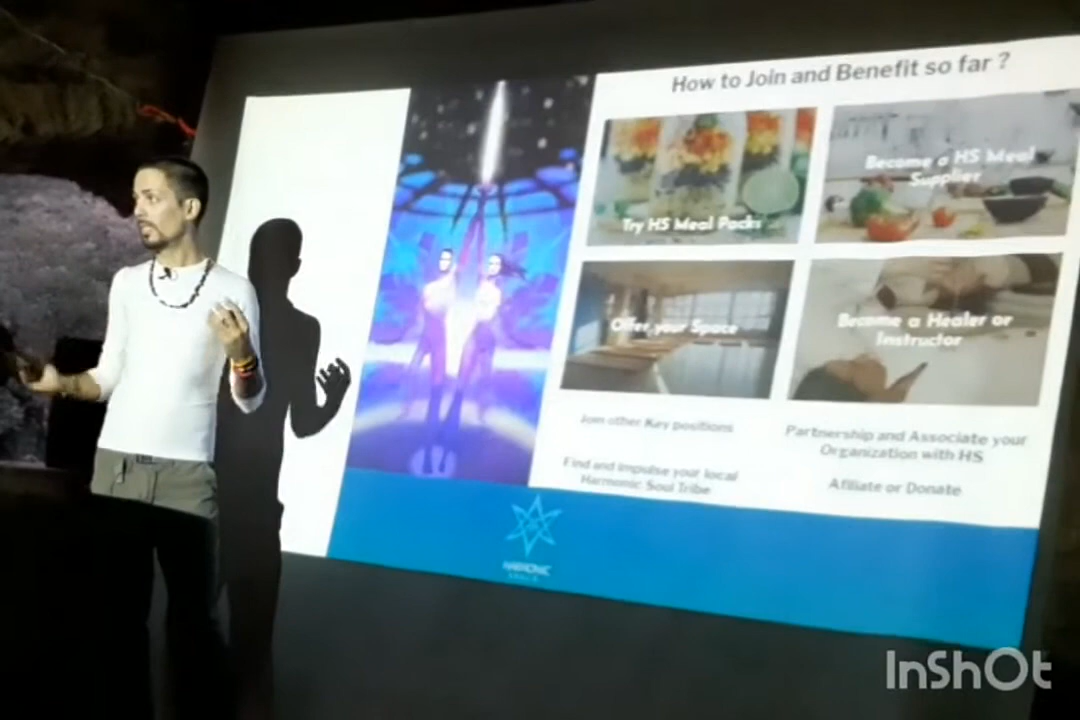 How to Join and Benefit so far ?
Try HS Meal Packs
Become a HS Meal
Supplier
Offer your Space
Become a Healer or
Instructor
Join other Key positions
Partnership and Associate your
Organization with HS
Find and impulse your local
Harmonic Soul Tribe
Afiliate or Donate
HARMONIC
InShOt